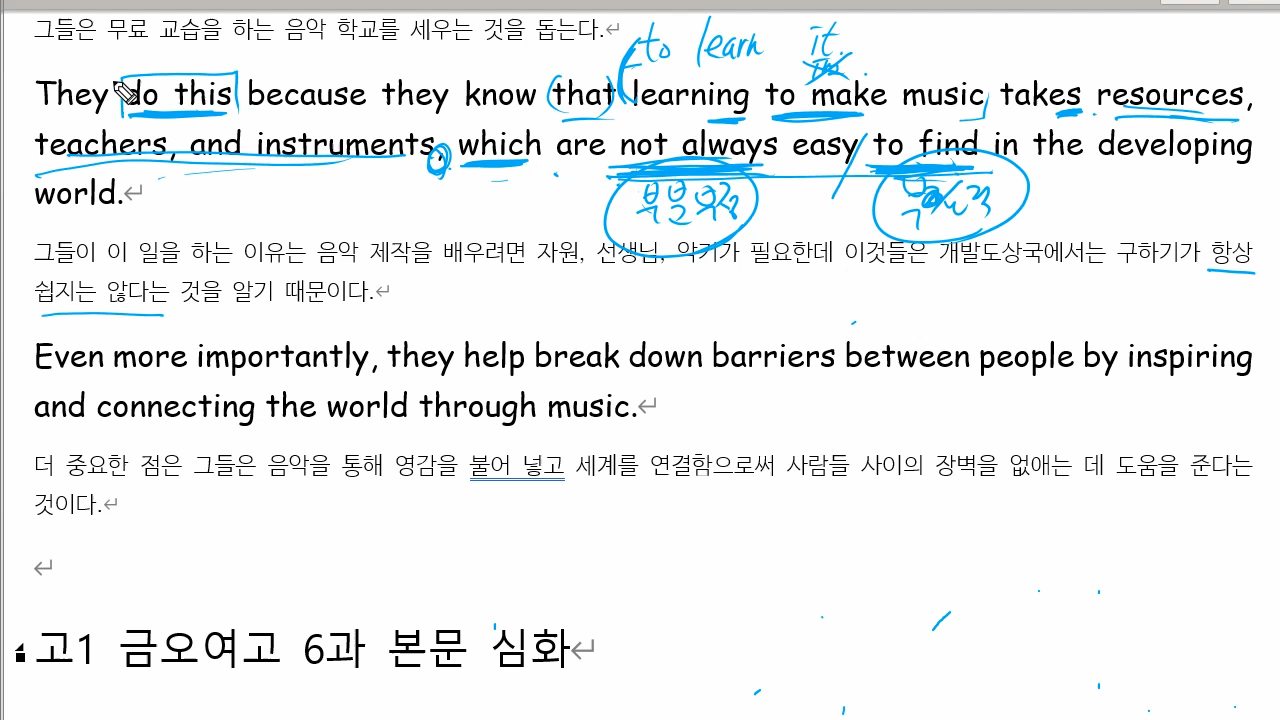 그들은 무료 교습을 하는 음악 학교를 세우는 것을 돕는다.
to learn it.
They do this because they know that learning to make music takes resources,
teachers, and instruments, which are not always easy to find in the developing
world.
부분부정
그들이 이 일을 하는 이유는 음악 제작을 배우려면 자원, 선생님, 악기가 필요한데 이것들은 개발도상국에서는 구하기가 항상
쉽지는 않다는 것을 알기 때문이다.
Even more importantly, they help break down barriers between people by inspiring
and connecting the world through music.
더 중요한 점은 그들은 음악을 통해 영감을 불어 넣고 세계를 연결함으로써 사람들 사이의 장벽을 없애는 데 도움을 준다는
것이다.
고1 금오여고 6과 본문 심화